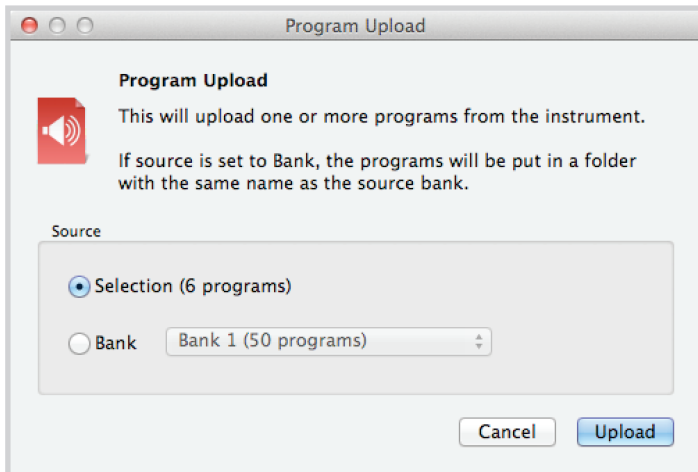 Program Upload
Program Upload
This will upload one or more programs from the instrument.
If source is set to Bank, the programs will be put in a folder
with the same name as the source bank.
Source
Selection (6 programs)
Bank Bank 1 (50 programs)
Cancel Upload